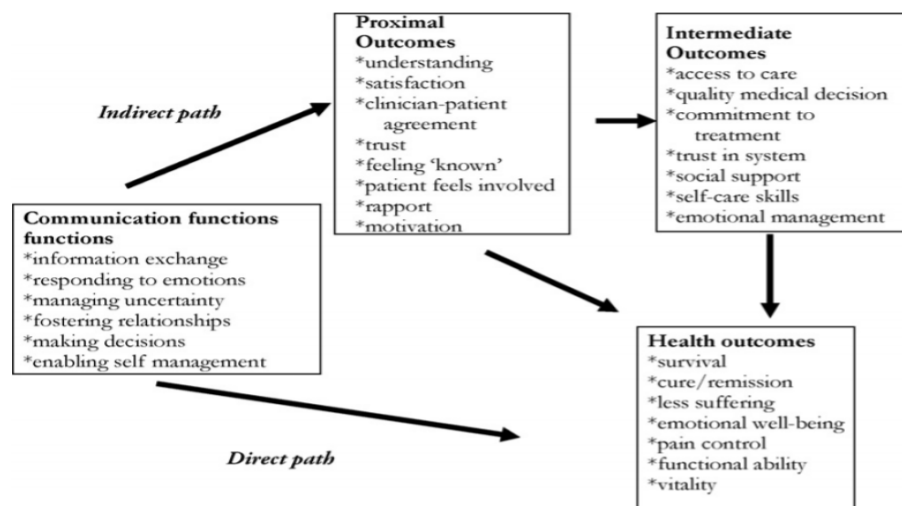 Proximal
Outcomes
*understanding
*satisfaction
*clinician-patient
agreement
*trust
*feeling ‘known’
*patient feels involved
*rapport
*motivation
Intermediate
Outcomes
*access to care
*quality medical decision
*commitment to
treatment
*trust in system
*social support
*self-care skills
*emotional management
Indirect path
Communication functions
functions
*information exchange
*responding to emotions
*managing uncertainty
*fostering relationships
*making decisions
*enabling self management
Health outcomes
*survival
*cure/remission
*less suffering
*emotional well-being
*pain control
*functional ability
*vitality
Direct path